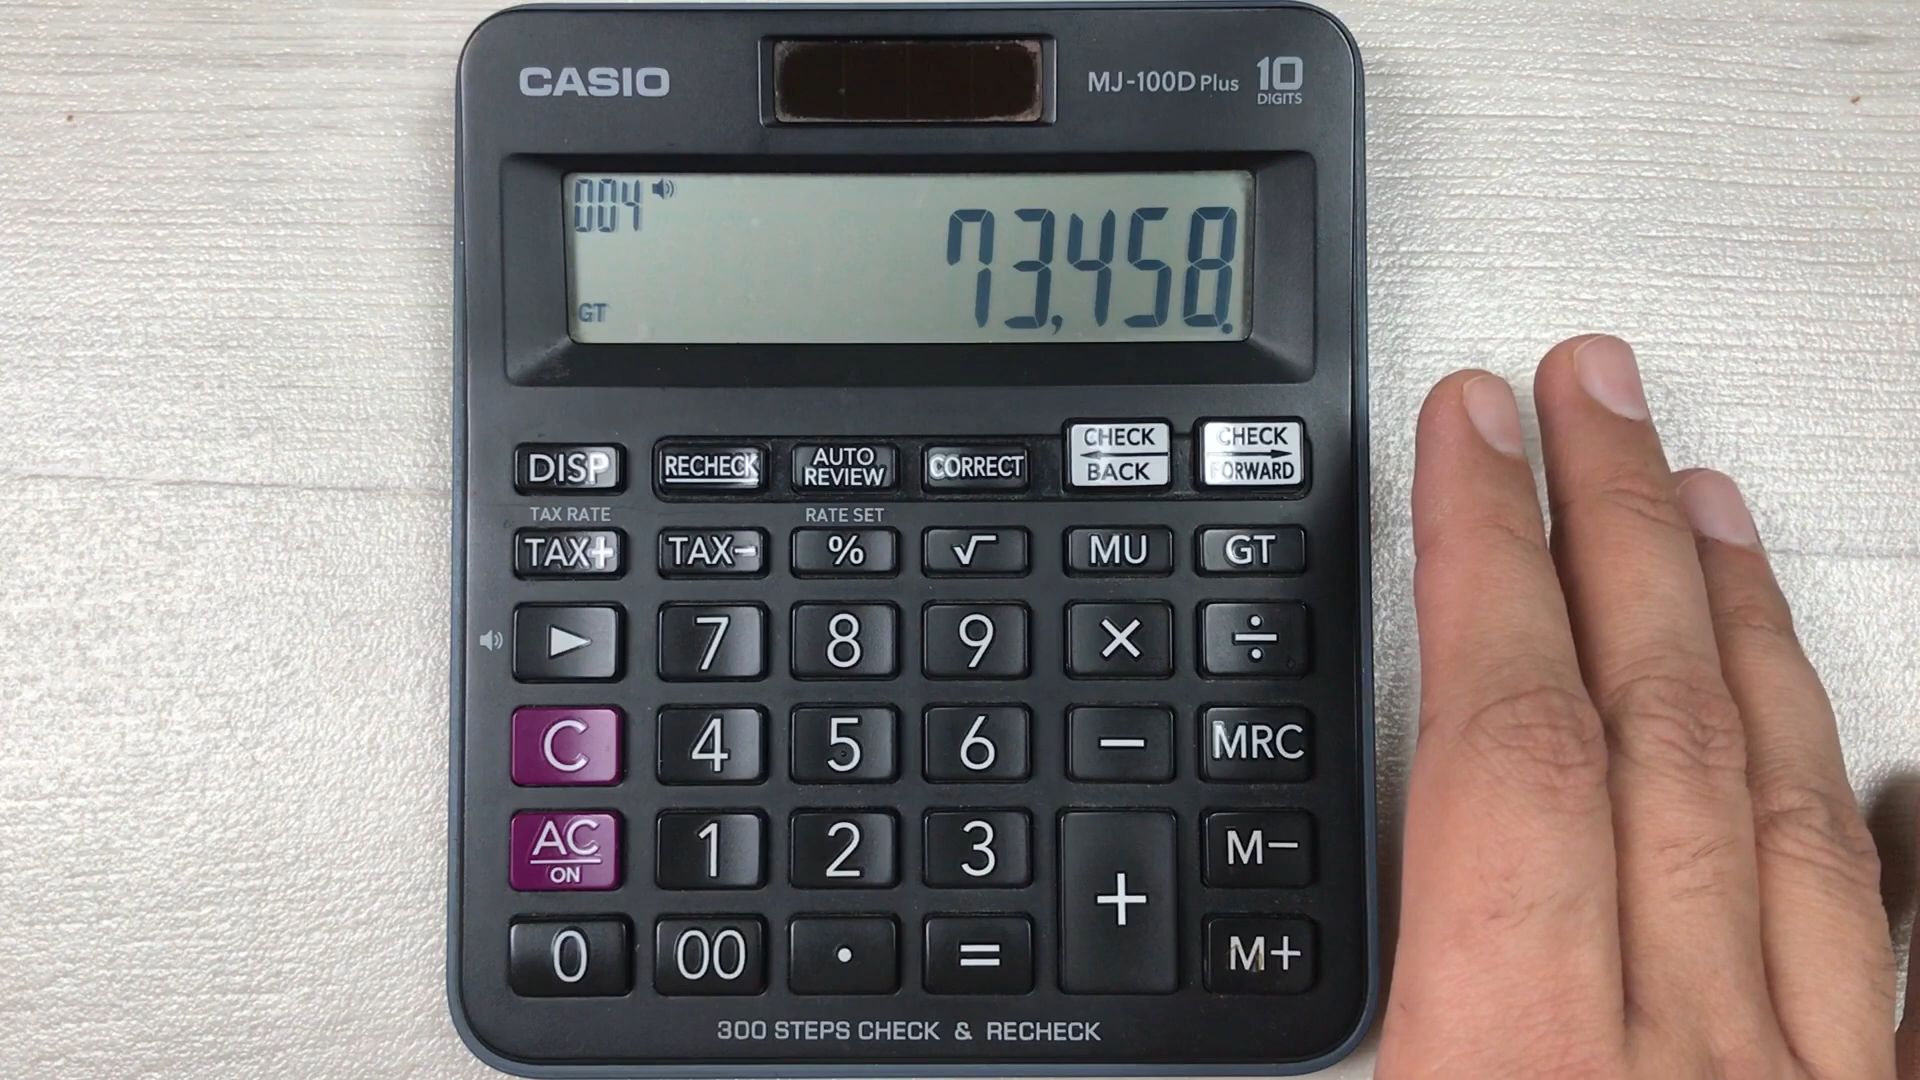 CASIO MJ-100D Plus 10 DIGITS
004
73,458.
GT
DISP RECHECK AUTO REVIEW CORRECT CHECK BACK CHECK FORWARD
TAX RATE RATE SET
TAX+ TAX- % √ MU GT
▶ 7 8 9 × ÷
C 4 5 6 − MRC
AC ON 1 2 3 + M−
0 00 · = M+
300 STEPS CHECK & RECHECK